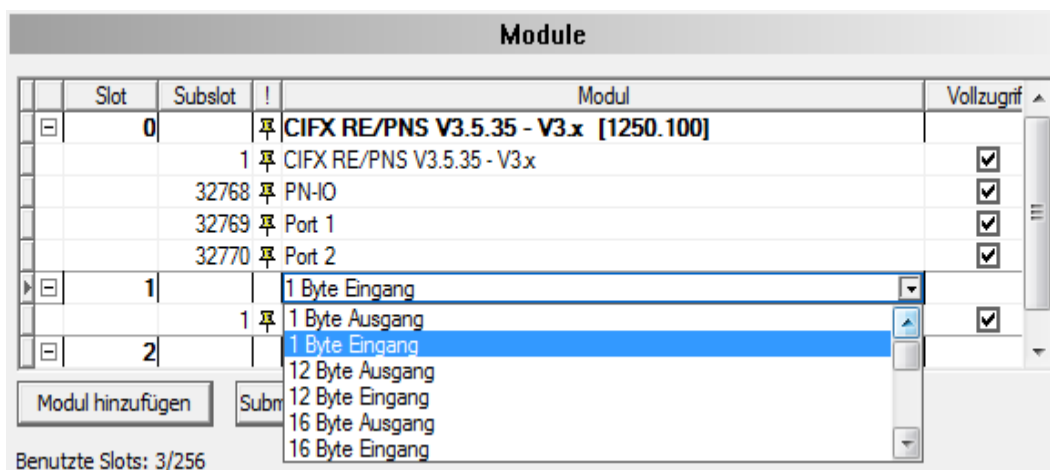 Module
Slot Subslot ! Modul Vollzugriff
0 CIFX RE/PNS V3.5.35 - V3.x [1250.100]
1 CIFX RE/PNS V3.5.35 - V3.x
32768 PN-IO
32769 Port 1
32770 Port 2
1 1 Byte Eingang
1 1 Byte Ausgang
2 1 Byte Eingang
12 Byte Ausgang
12 Byte Eingang
16 Byte Ausgang
16 Byte Eingang
Modul hinzufügen Subm
Benutzte Slots: 3/256